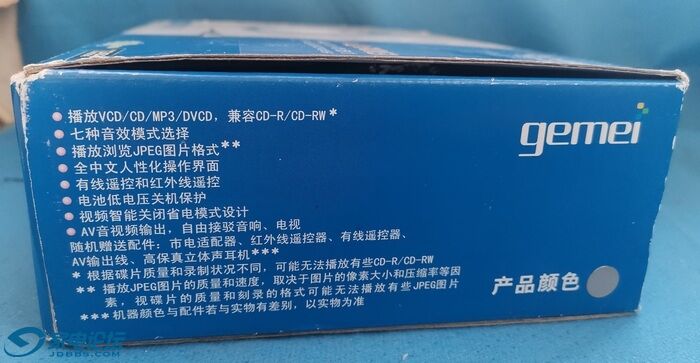 播放VCD/CD/MP3/DVCD，兼容CD-R/CD-RW*
七种音效模式选择
播放浏览JPEG图片格式**
全中文人性化操作界面
有线遥控和红外线遥控
电池低电压关机保护
视频智能关闭省电模式设计
AV音视频输出，自由接驳音响、电视
随机赠送配件：市电适配器、红外线遥控器、有线遥控器、
AV输出线、高保真立体声耳机***
*根据碟片质量和录制状况不同，可能无法播放有些CD-R/CD-RW
**播放JPEG图片的质量和速度，取决于图片的像素大小和压缩率等因
素，视碟片的质量和刻录的格式可能无法播放有些JPEG图片
***机器颜色与配件若与实物有差别，以实物为准
gemei
产品颜色
JDBBS.COM